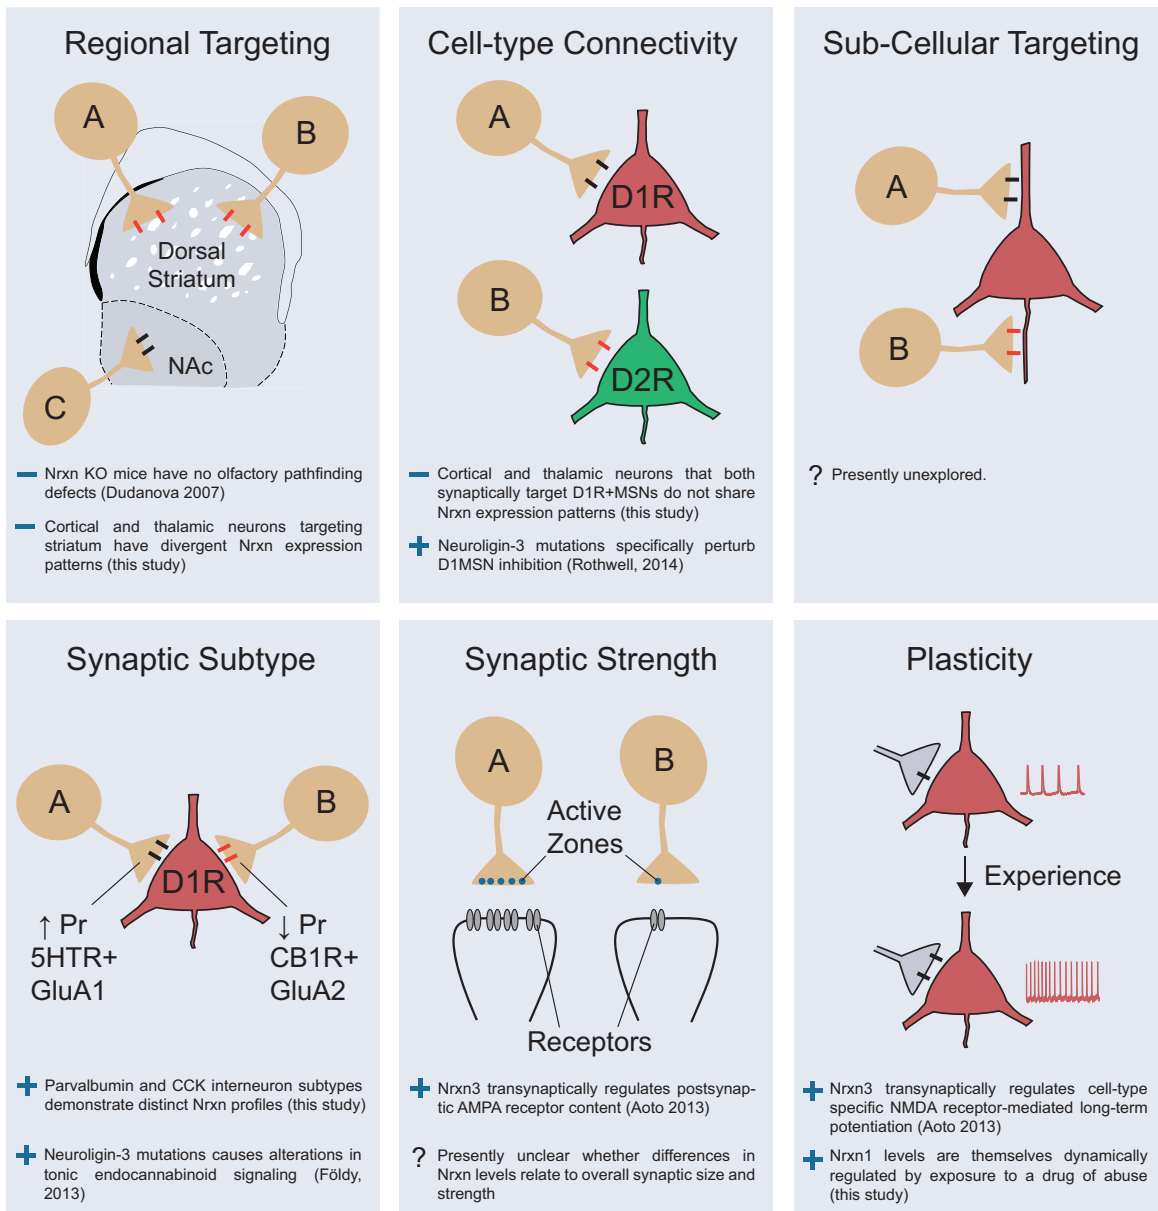 Regional Targeting
A
B
Dorsal
Striatum
NAc
C
− Nrxn KO mice have no olfactory pathfinding
defects (Dudanova 2007)
− Cortical and thalamic neurons targeting
striatum have divergent Nrxn expression
patterns (this study)
Cell-type Connectivity
A
D1R
B
D2R
− Cortical and thalamic neurons that both
synaptically target D1R+MSNs do not share
Nrxn expression patterns (this study)
+ Neuroligin-3 mutations specifically perturb
D1MSN inhibition (Rothwell, 2014)
Sub-Cellular Targeting
A
B
? Presently unexplored.
Synaptic Subtype
A
B
D1R
↑ Pr
5HTR+
GluA1
↓ Pr
CB1R+
GluA2
+ Parvalbumin and CCK interneuron subtypes
demonstrate distinct Nrxn profiles (this study)
+ Neuroligin-3 mutations causes alterations in
tonic endocannabinoid signaling (Földy,
2013)
Synaptic Strength
A
B
Active
Zones
Receptors
+ Nrxn3 transynaptically regulates postsynap-
tic AMPA receptor content (Aoto 2013)
? Presently unclear whether differences in
Nrxn levels relate to overall synaptic size and
strength
Plasticity
Experience
+ Nrxn3 transynaptically regulates cell-type
specific NMDA receptor-mediated long-term
potentiation (Aoto 2013)
+ Nrxn1 levels are themselves dynamically
regulated by exposure to a drug of abuse
(this study)